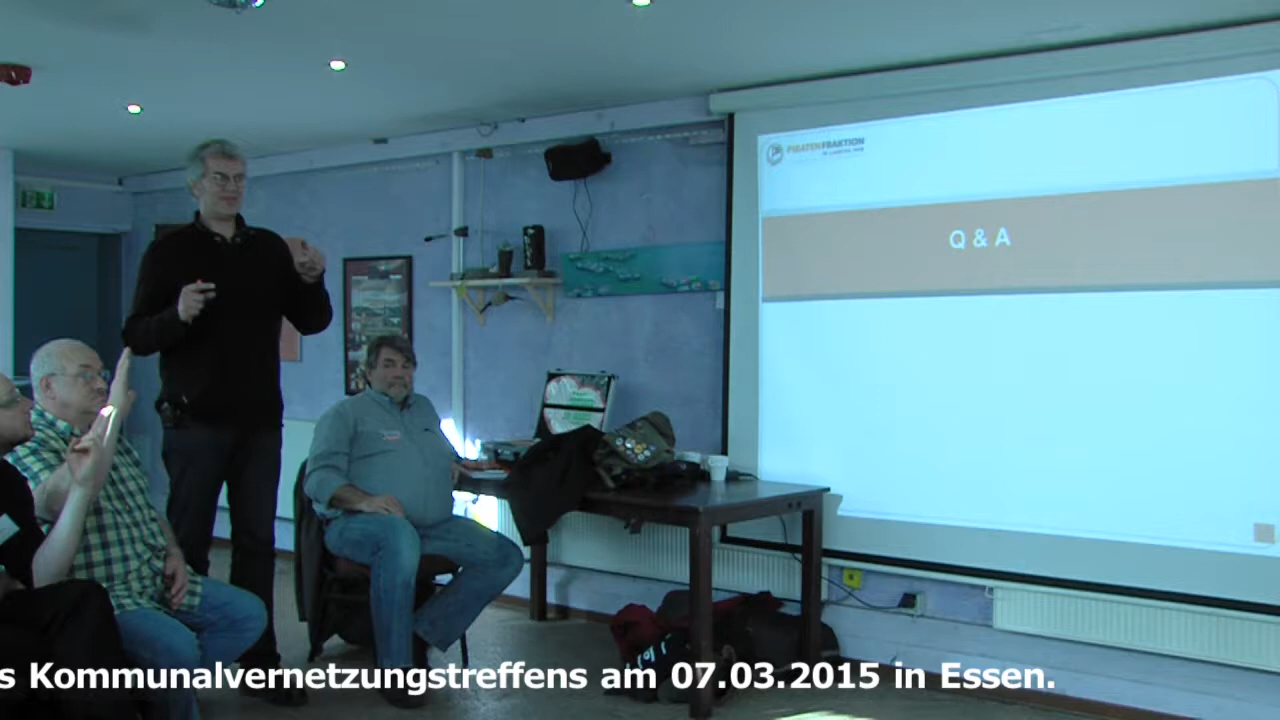 PIRATENFRAKTION
Q & A
s Kommunalvernetzungstreffens am 07.03.2015 in Essen.